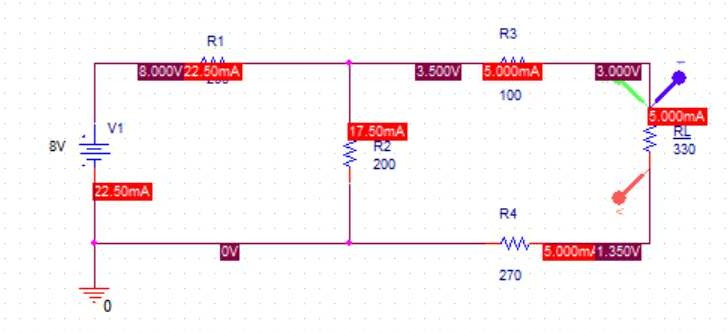 R3
R1
8.000V 22.50mA 3.500V 5.000mA 3.000V
100
V1
8V
17.50mA
R2
200
5.000mA
RL
330
22.50mA
R4
0V 5.000mA 1.350V
270
0